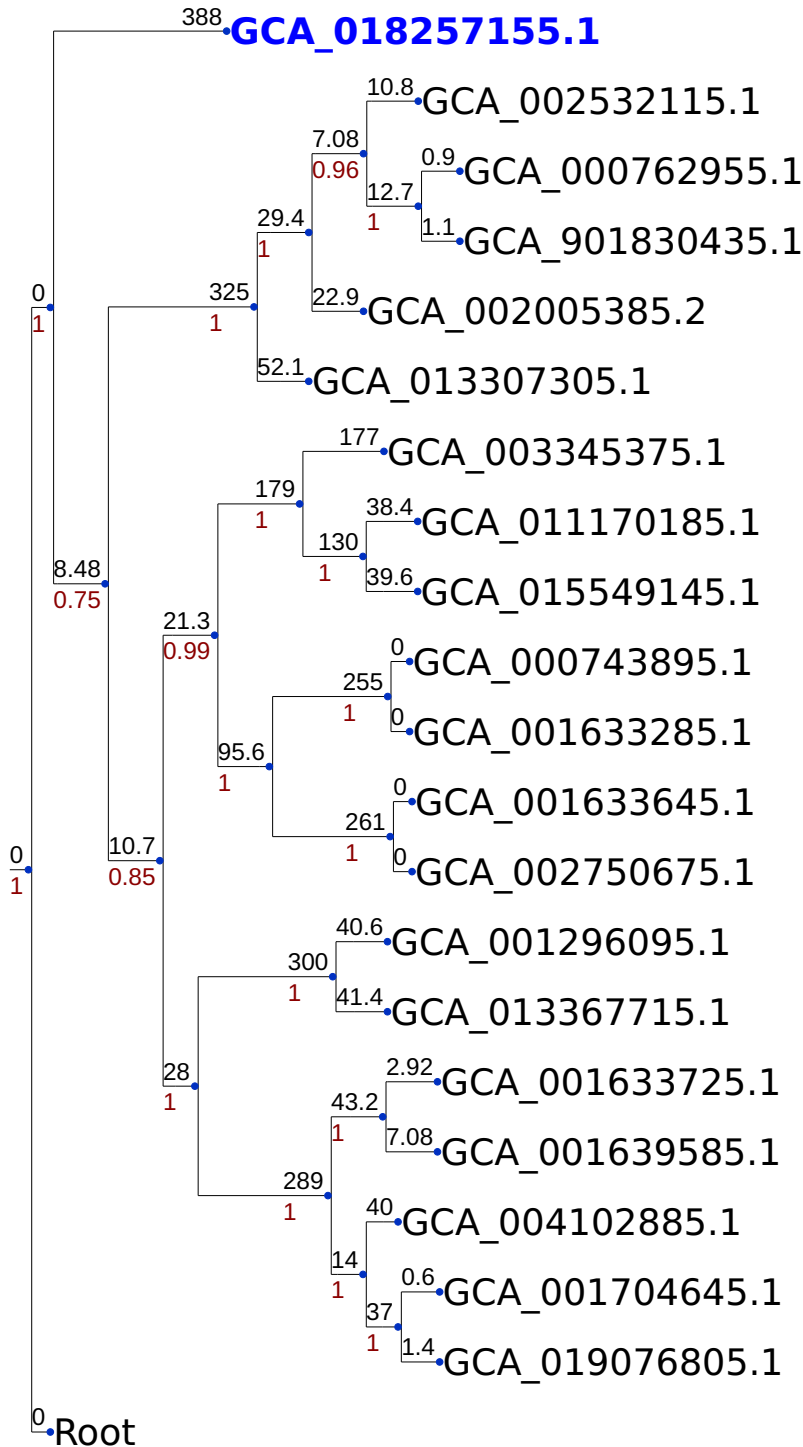 388 GCA_018257155.1
10.8 GCA_002532115.1
7.08
0.96
0.9 GCA_000762955.1
12.7
1
1.1 GCA_901830435.1
29.4
1
0
1
325
1
22.9 GCA_002005385.2
52.1 GCA_013307305.1
177 GCA_003345375.1
179
1
38.4 GCA_011170185.1
130
1
8.48
0.75
39.6 GCA_015549145.1
21.3
0.99
0 GCA_000743895.1
255
1
0 GCA_001633285.1
95.6
1
0 GCA_001633645.1
261
1
10.7
0.85
0
1
0 GCA_002750675.1
40.6 GCA_001296095.1
300
1
41.4 GCA_013367715.1
28
1
2.92 GCA_001633725.1
43.2
1
7.08 GCA_001639585.1
289
1
40 GCA_004102885.1
14
1
0.6 GCA_001704645.1
37
1
1.4 GCA_019076805.1
0 Root